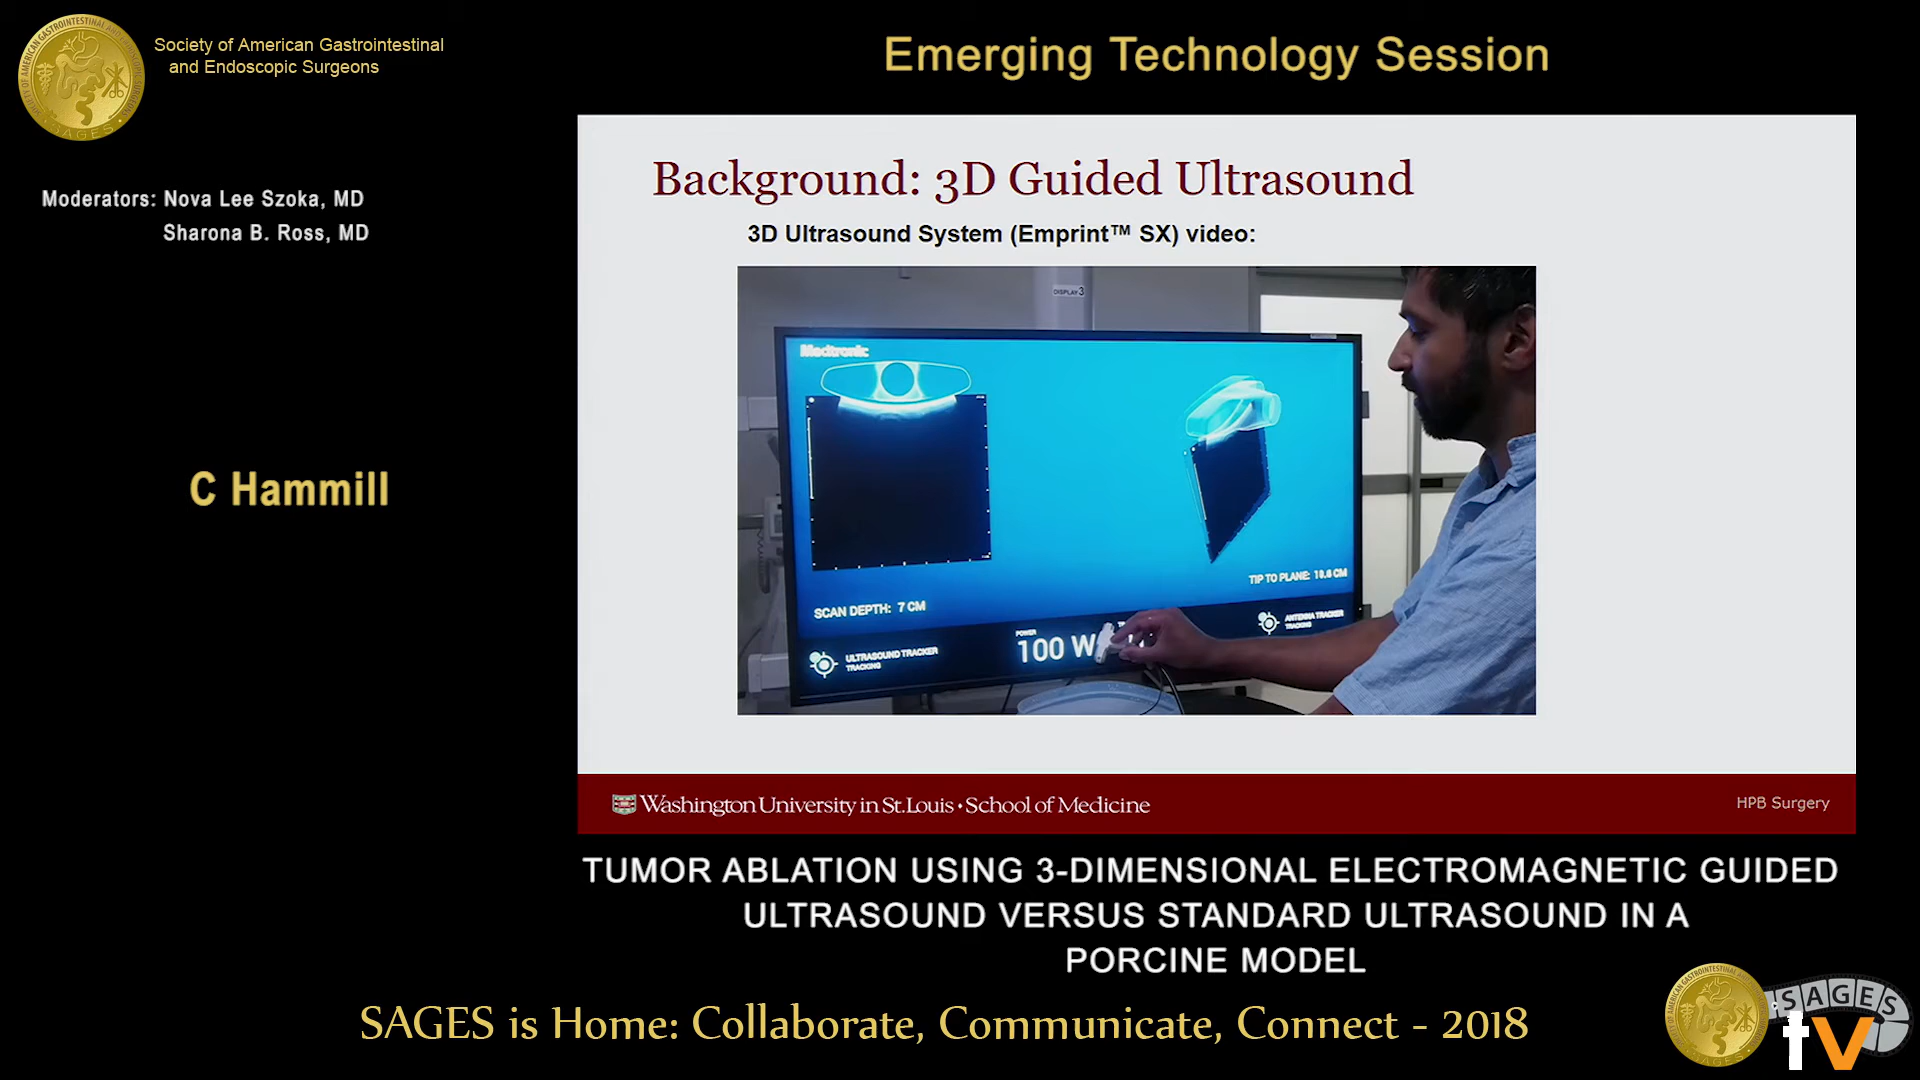 Society of American Gastrointestinal
and Endoscopic Surgeons
Emerging Technology Session
Moderators: Nova Lee Szoka, MD
Sharona B. Ross, MD
C Hammill
Background: 3D Guided Ultrasound
3D Ultrasound System (Emprint™ SX) video:
DISPLAY 3
Medtronic
TIP TO PLANE: 10.6 CM
SCAN DEPTH: 7 CM
ULTRASOUND TRACKER
TRACKING
POWER
100 W
ANTENNA TRACKER
TRACKING
Washington University in St. Louis • School of Medicine
HPB Surgery
TUMOR ABLATION USING 3-DIMENSIONAL ELECTROMAGNETIC GUIDED
ULTRASOUND VERSUS STANDARD ULTRASOUND IN A
PORCINE MODEL
SAGES is Home: Collaborate, Communicate, Connect - 2018
SAGES
tv